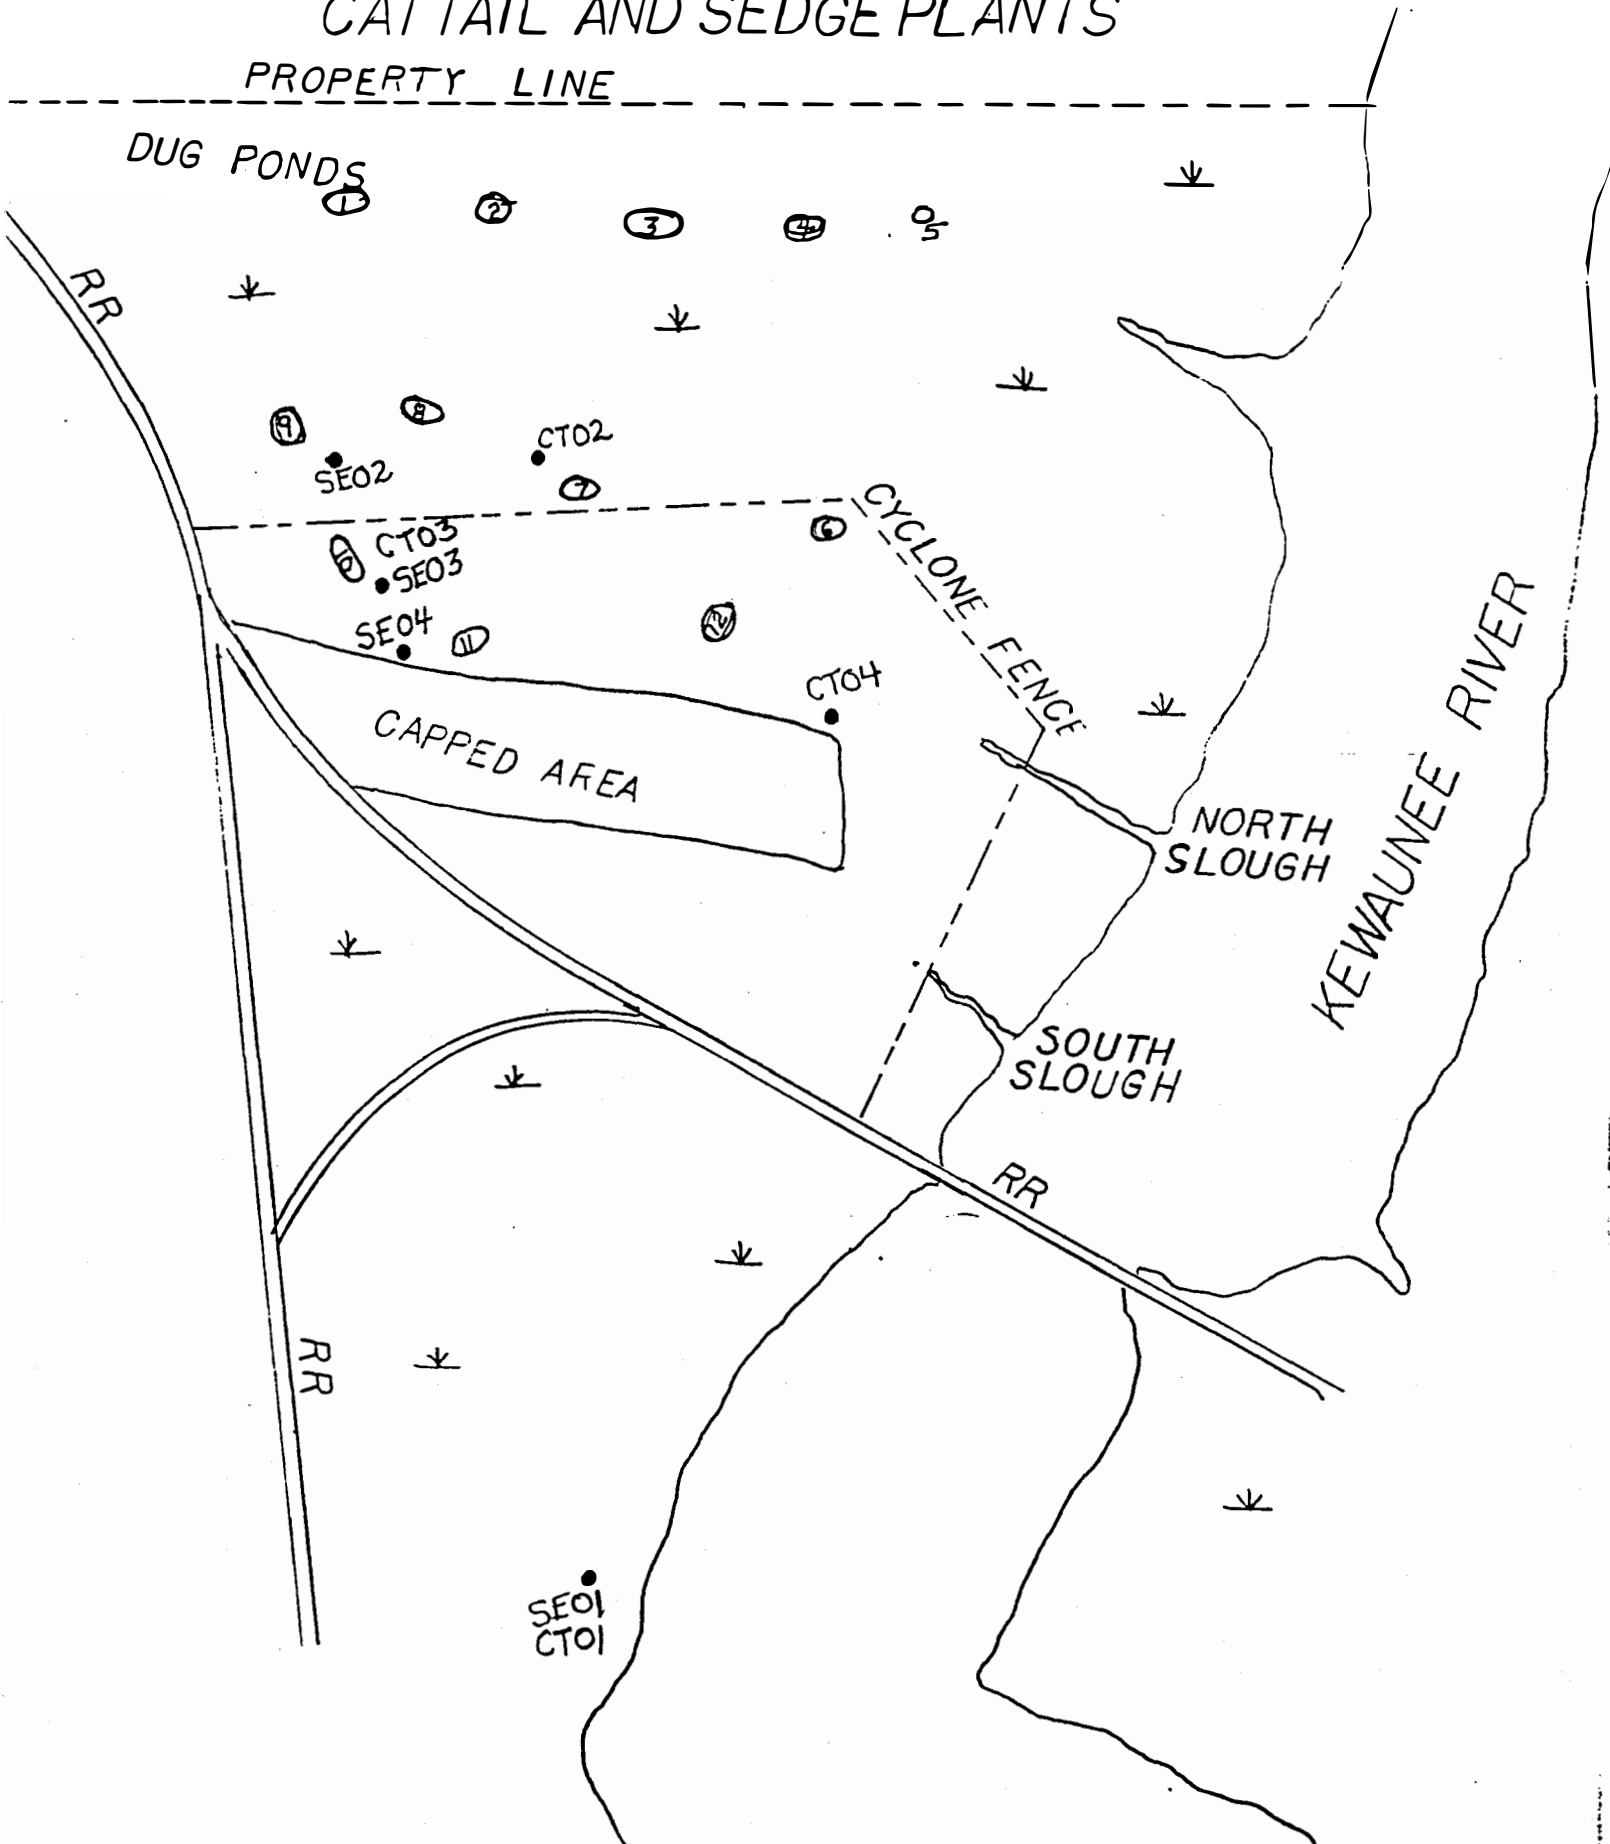 CATTAIL AND SEDGE PLANTS
PROPERTY LINE
DUG PONDS
1
2
3
4
5
RR
9
8
CT02
SE02
7
CYCLONE FENCE
6
CT03
SE03
SE04
11
12
CT04
CAPPED AREA
NORTH
SLOUGH
KEWAUNEE RIVER
SOUTH
SLOUGH
RR
RR
SE01
CT01